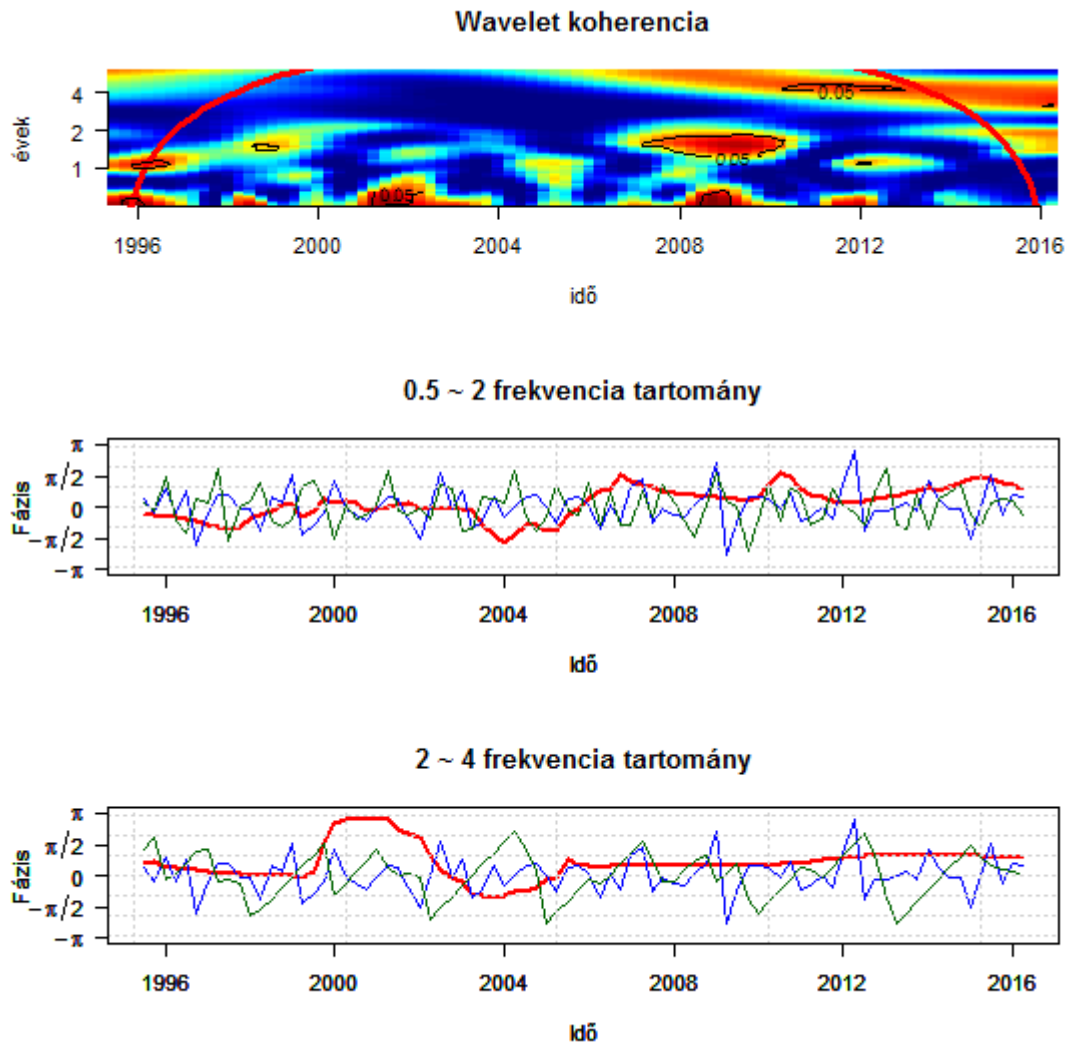 Wavelet koherencia
évek
4
2
1
0.05
0.05
0.05
1996 2000 2004 2008 2012 2016
idő
0.5 ~ 2 frekvencia tartomány
Fázis
π
π/2
0
−π/2
−π
1996 2000 2004 2008 2012 2016
Idő
2 ~ 4 frekvencia tartomány
Fázis
π
π/2
0
−π/2
−π
1996 2000 2004 2008 2012 2016
Idő